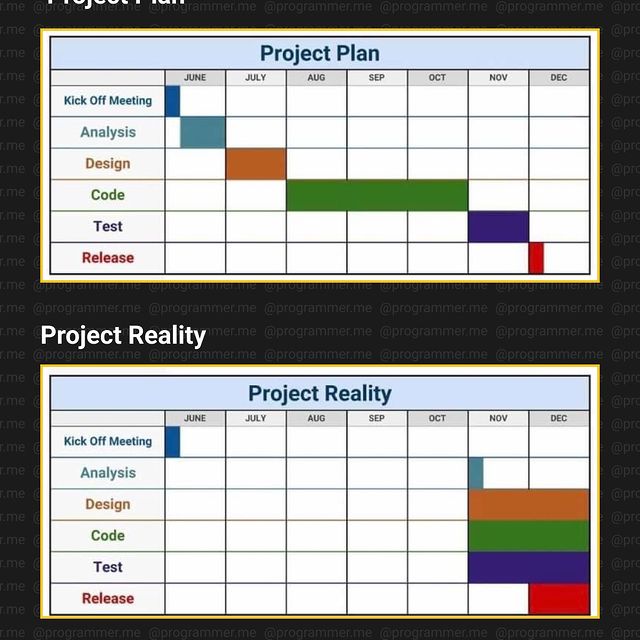 Project Plan
Project Plan
JUNE JULY AUG SEP OCT NOV DEC
Kick Off Meeting
Analysis
Design
Code
Test
Release
Project Reality
Project Reality
JUNE JULY AUG SEP OCT NOV DEC
Kick Off Meeting
Analysis
Design
Code
Test
Release
@programmer.me